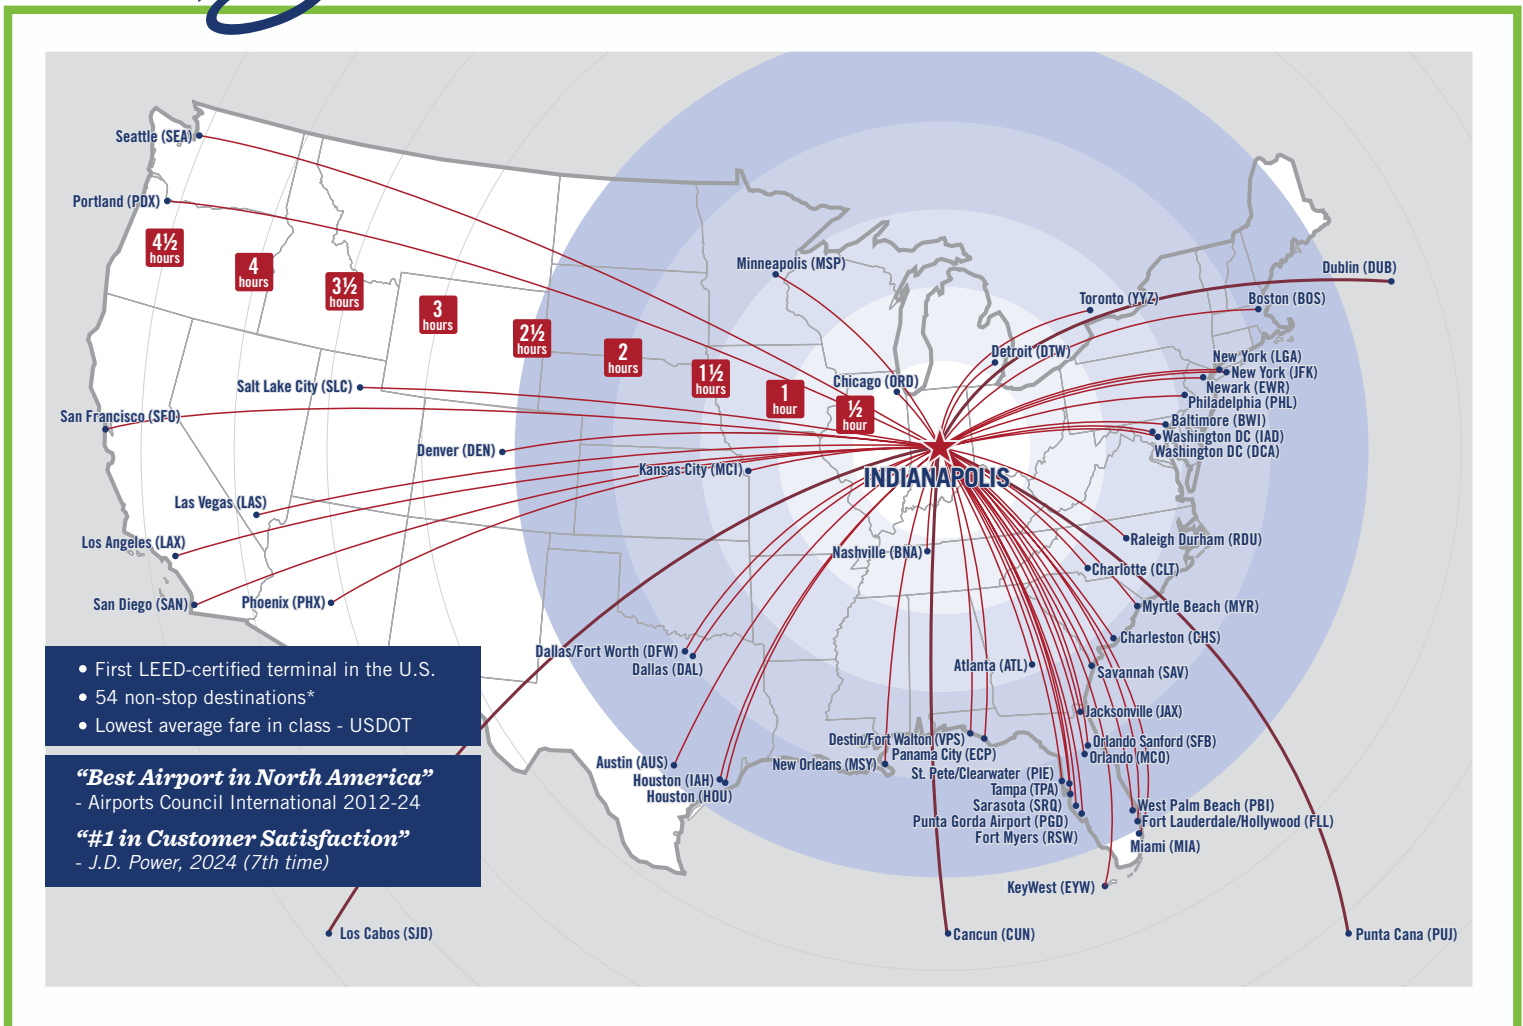 Seattle (SEA)
Portland (PDX)
4½
hours
4
hours
3½
hours
3
hours
2½
hours
2
hours
1½
hours
1
hour
½
hour
Minneapolis (MSP)
Dublin (DUB)
Toronto (YYZ)
Boston (BOS)
Detroit (DTW)
New York (LGA)
New York (JFK)
Newark (EWR)
Philadelphia (PHL)
Chicago (ORD)
Salt Lake City (SLC)
San Francisco (SFO)
Baltimore (BWI)
Washington DC (IAD)
Washington DC (DCA)
Denver (DEN)
Kansas City (MCI)
INDIANAPOLIS
Las Vegas (LAS)
Los Angeles (LAX)
Raleigh Durham (RDU)
Nashville (BNA)
Charlotte (CLT)
San Diego (SAN)
Phoenix (PHX)
Myrtle Beach (MYR)
Charleston (CHS)
Dallas/Fort Worth (DFW)
Dallas (DAL)
Atlanta (ATL)
Savannah (SAV)
• First LEED-certified terminal in the U.S.
• 54 non-stop destinations*
• Lowest average fare in class - USDOT
Jacksonville (JAX)
Destin/Fort Walton (VPS)
Panama City (ECP)
Orlando Sanford (SFB)
Orlando (MCO)
Austin (AUS)
New Orleans (MSY)
Houston (IAH)
Houston (HOU)
St. Pete/Clearwater (PIE)
Tampa (TPA)
Sarasota (SRQ)
Punta Gorda Airport (PGD)
Fort Myers (RSW)
West Palm Beach (PBI)
Fort Lauderdale/Hollywood (FLL)
Miami (MIA)
“Best Airport in North America”
- Airports Council International 2012-24
“#1 in Customer Satisfaction”
- J.D. Power, 2024 (7th time)
KeyWest (EYW)
Los Cabos (SJD)
Cancun (CUN)
Punta Cana (PUJ)